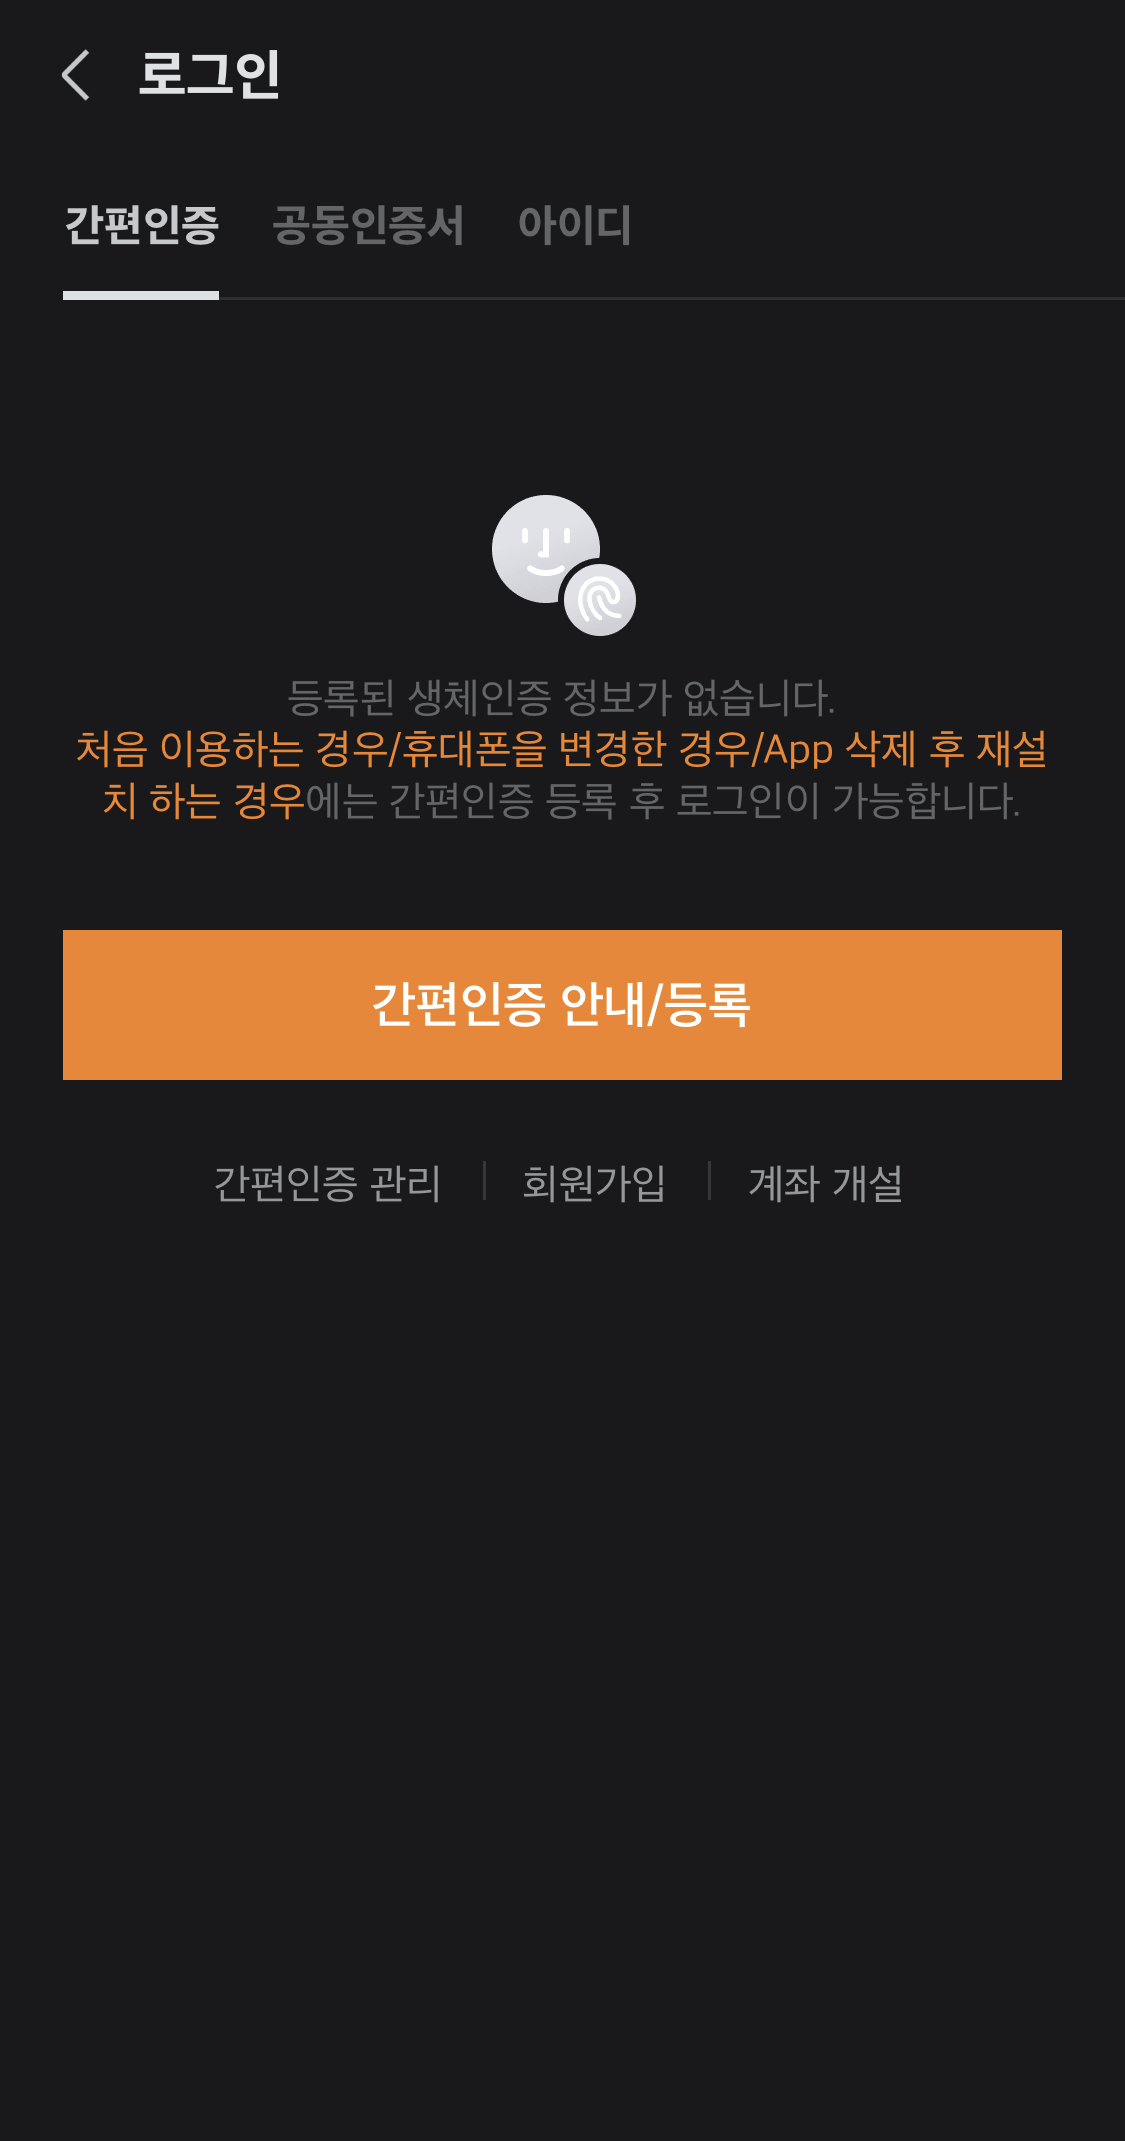 로그인
간편인증 공동인증서 아이디
등록된 생체인증 정보가 없습니다.
처음 이용하는 경우/휴대폰을 변경한 경우/App 삭제 후 재설
치 하는 경우에는 간편인증 등록 후 로그인이 가능합니다.
간편인증 안내/등록
간편인증 관리 회원가입 계좌 개설